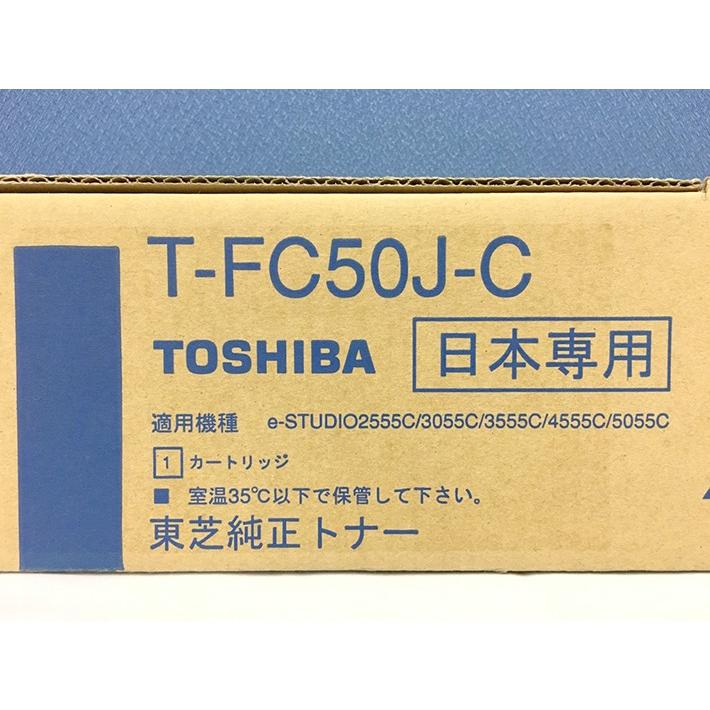 T-FC50J-C
TOSHIBA 日本専用
適用機種 e-STUDIO2555C/3055C/3555C/4555C/5055C
1 カートリッジ
■ 室温35℃以下で保管して下さい。
東芝純正トナー